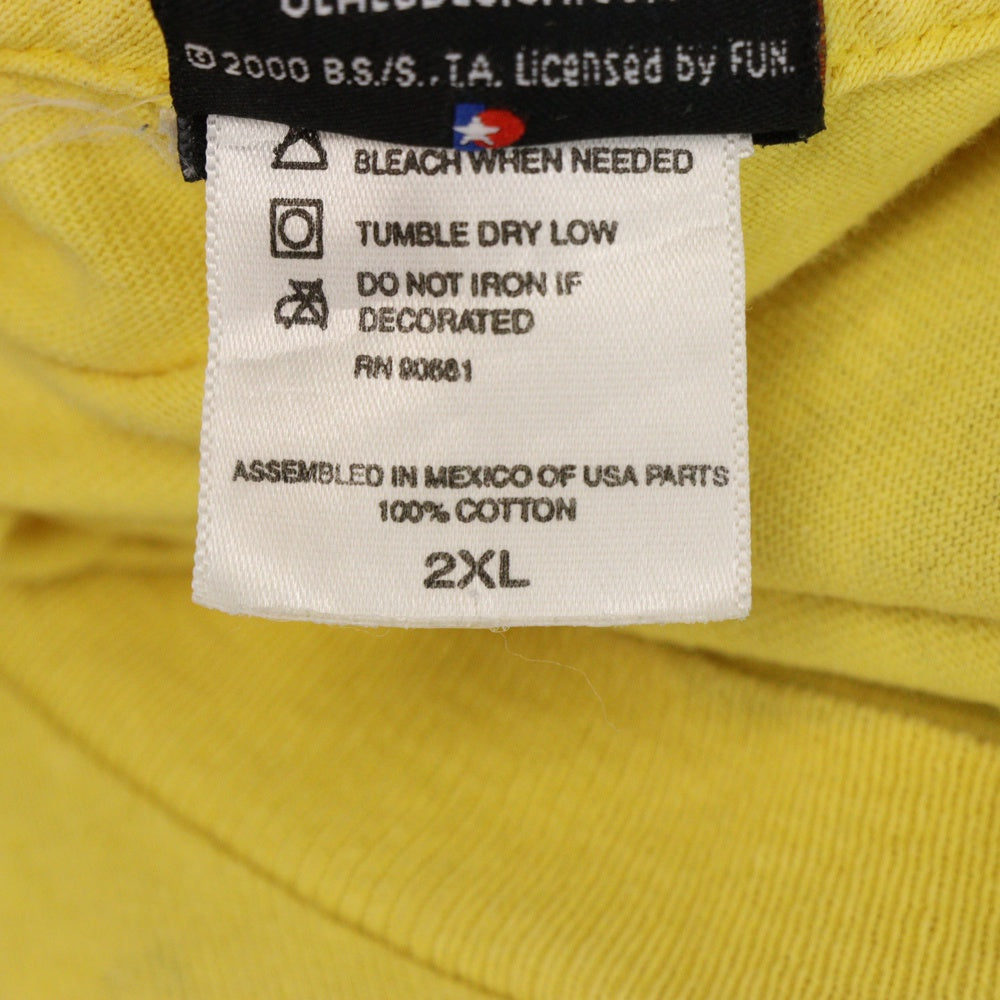 © 2000 B.S./S.,T.A. Licensed by FUN.
BLEACH WHEN NEEDED
TUMBLE DRY LOW
DO NOT IRON IF
DECORATED
RN 90681
ASSEMBLED IN MEXICO OF USA PARTS
100% COTTON
2XL